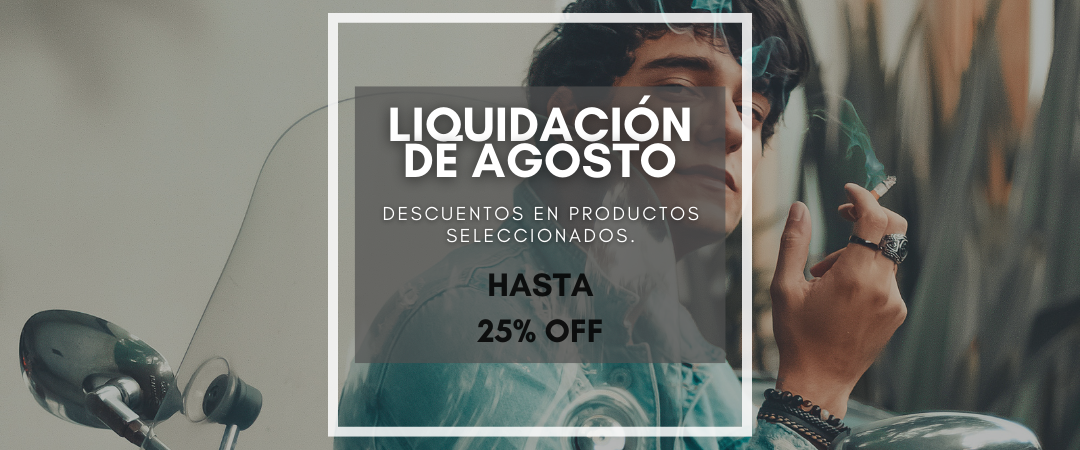 LIQUIDACIÓN
DE AGOSTO
DESCUENTOS EN PRODUCTOS
SELECCIONADOS.
HASTA
25% OFF